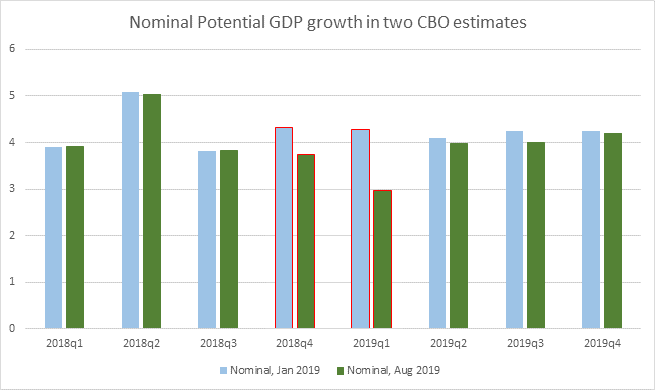 Nominal Potential GDP growth in two CBO estimates
6
5
4
3
2
1
0
2018q1 2018q2 2018q3 2018q4 2019q1 2019q2 2019q3 2019q4
Nominal, Jan 2019 Nominal, Aug 2019